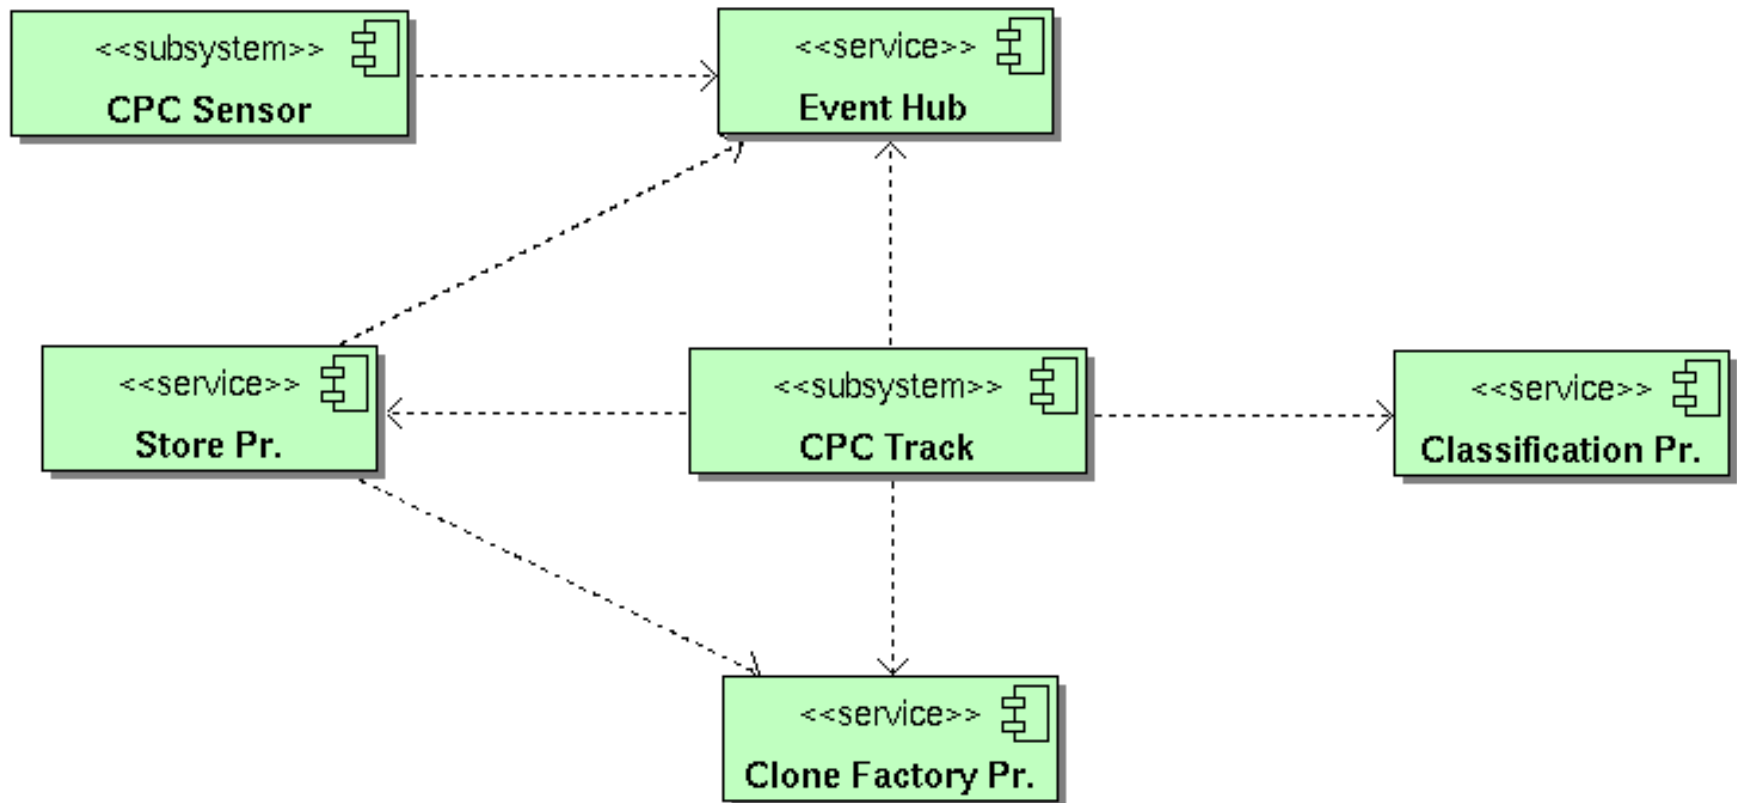 <<subsystem>>
CPC Sensor
<<service>>
Event Hub
<<service>>
Store Pr.
<<subsystem>>
CPC Track
<<service>>
Classification Pr.
<<service>>
Clone Factory Pr.